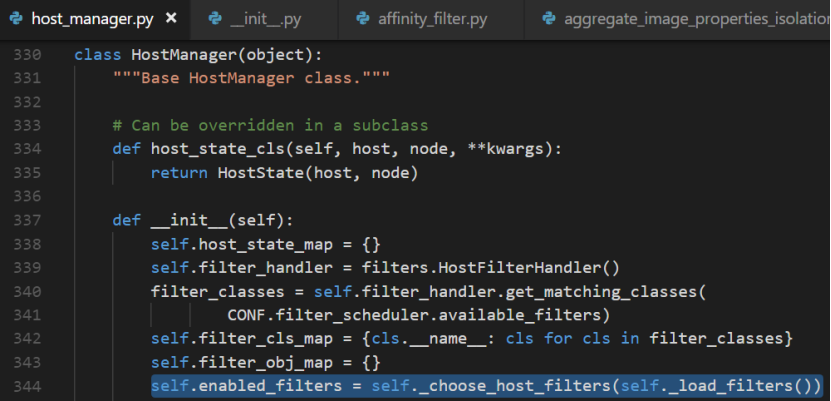 host_manager.py × __init__.py affinity_filter.py aggregate_image_properties_isolation
330 class HostManager(object):
331 """Base HostManager class."""
332
333 # Can be overridden in a subclass
334 def host_state_cls(self, host, node, **kwargs):
335 return HostState(host, node)
336
337 def __init__(self):
338 self.host_state_map = {}
339 self.filter_handler = filters.HostFilterHandler()
340 filter_classes = self.filter_handler.get_matching_classes(
341 CONF.filter_scheduler.available_filters)
342 self.filter_cls_map = {cls.__name__: cls for cls in filter_classes}
343 self.filter_obj_map = {}
344 self.enabled_filters = self._choose_host_filters(self._load_filters())